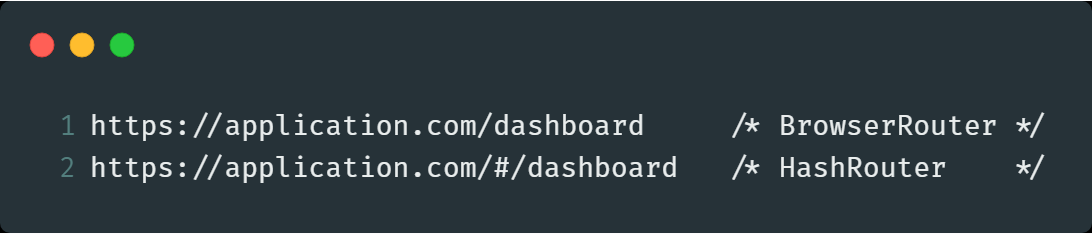 1 https://application.com/dashboard     /* BrowserRouter */
2 https://application.com/#/dashboard   /* HashRouter    */